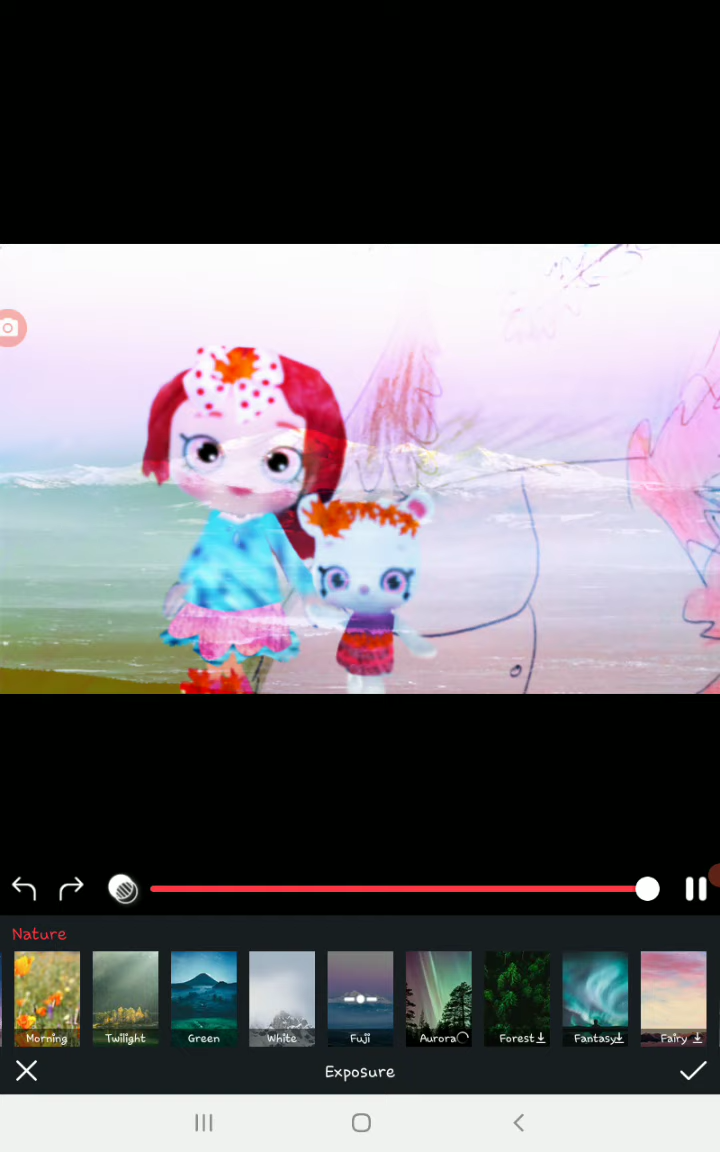 Nature
Morning
Twilight
Green
White
Fuji
Aurora
Forest
Fantasy
Fairy
Exposure